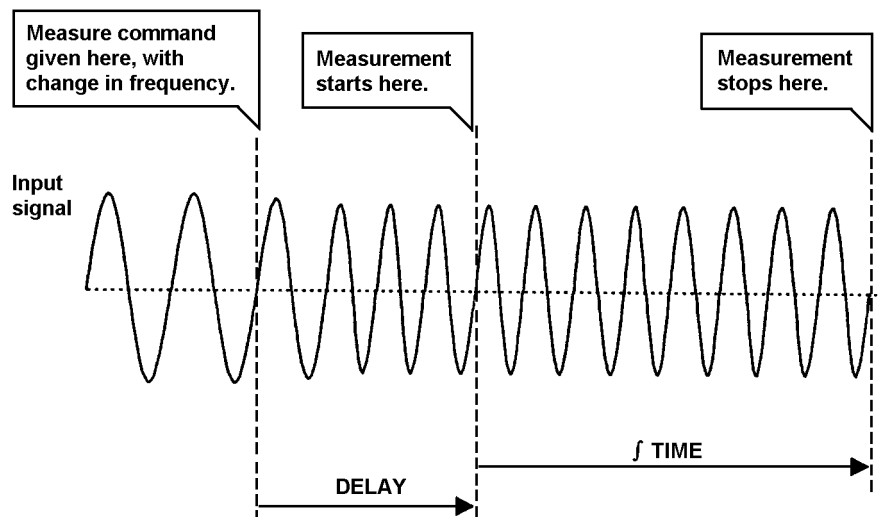 Measure command
given here, with
change in frequency.
Measurement
starts here.
Measurement
stops here.
Input
signal
∫ TIME
DELAY